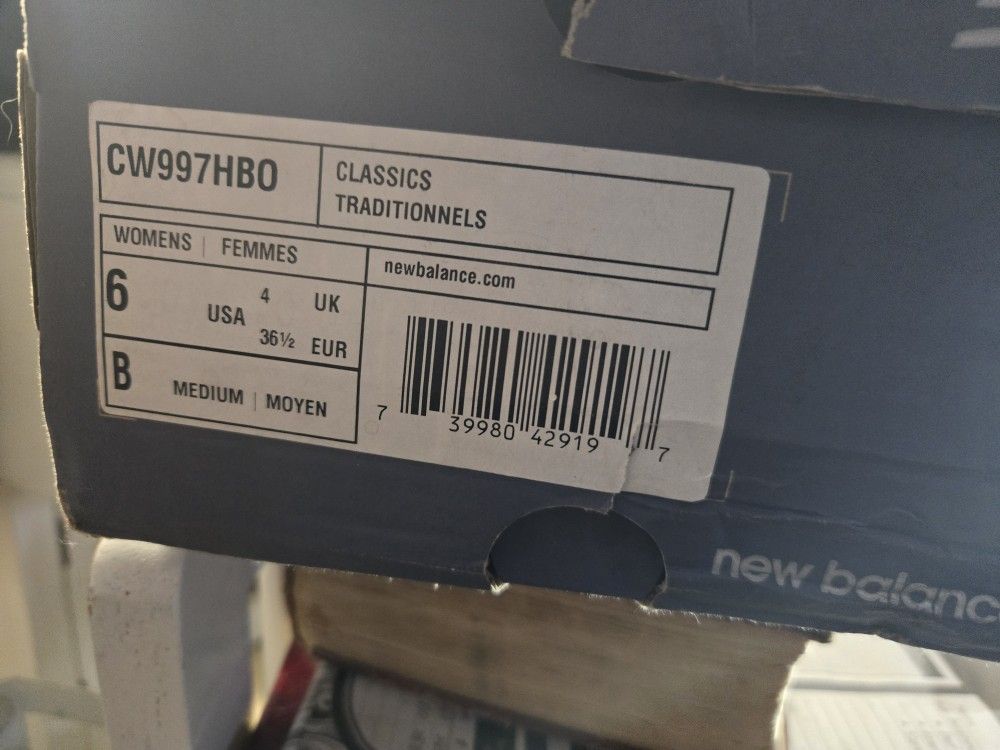 CW997HBO
CLASSICS
TRADITIONNELS
WOMENS | FEMMES
newbalance.com
6 USA 4 UK
36½ EUR
B MEDIUM | MOYEN
7 39980 42919 7
new balanc